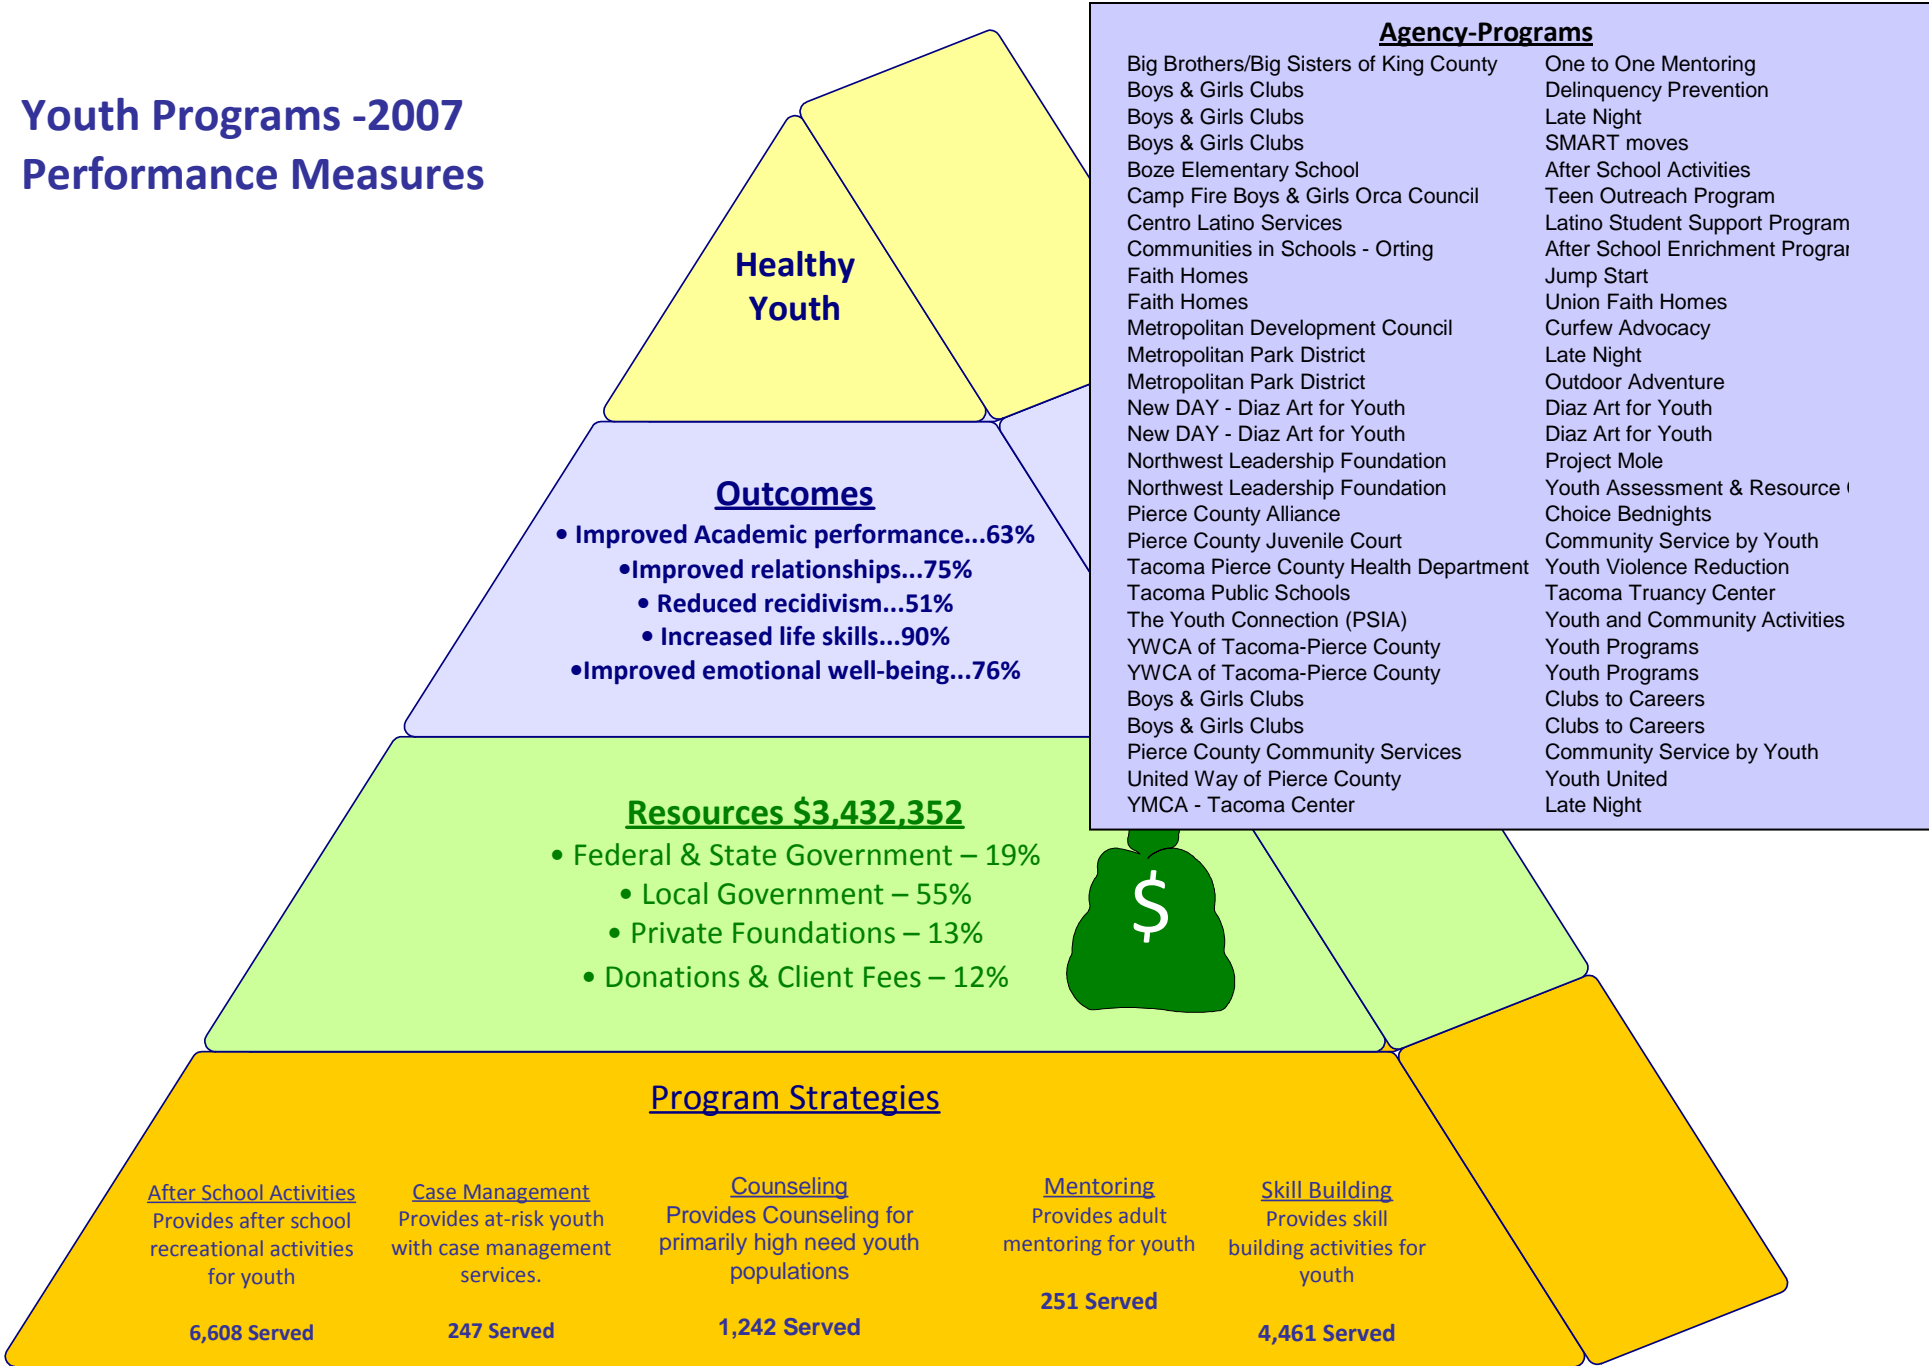 Youth Programs -2007
Performance Measures
Agency-Programs
Big Brothers/Big Sisters of King County One to One Mentoring
Boys & Girls Clubs Delinquency Prevention
Boys & Girls Clubs Late Night
Boys & Girls Clubs SMART moves
Boze Elementary School After School Activities
Camp Fire Boys & Girls Orca Council Teen Outreach Program
Centro Latino Services Latino Student Support Program
Communities in Schools - Orting After School Enrichment
Faith Homes Jump Start
Faith Homes Union Faith Homes
Metropolitan Development Council Curfew Advocacy
Metropolitan Park District Late Night
Metropolitan Park District Outdoor Adventure
New DAY - Diaz Art for Youth Diaz Art for Youth
New DAY - Diaz Art for Youth Diaz Art for Youth
Northwest Leadership Foundation Project Mole
Northwest Leadership Foundation Youth Assessment & Resource
Pierce County Alliance Choice Bednights
Pierce County Juvenile Court Community Service by Youth
Tacoma Pierce County Health Department Youth Violence Reduction
Tacoma Public Schools Tacoma Truancy Center
The Youth Connection (PSIA) Youth and Community Activities
YWCA of Tacoma-Pierce County Youth Programs
YWCA of Tacoma-Pierce County Youth Programs
Boys & Girls Clubs Clubs to Careers
Boys & Girls Clubs Clubs to Careers
Pierce County Community Services Community Service by Youth
United Way of Pierce County Youth United
YMCA - Tacoma Center Late Night
Healthy
Youth
Outcomes
• Improved Academic performance...63%
•Improved relationships...75%
• Reduced recidivism...51%
• Increased life skills...90%
•Improved emotional well-being...76%
Resources $3,432,352
• Federal & State Government – 19%
• Local Government – 55%
• Private Foundations – 13%
• Donations & Client Fees – 12%
$
Program Strategies
After School Activities
Provides after school
recreational activities
for youth
6,608 Served
Case Management
Provides at-risk youth
with case management
services.
247 Served
Counseling
Provides Counseling for
primarily high need youth
populations
1,242 Served
Mentoring
Provides adult
mentoring for youth
251 Served
Skill Building
Provides skill
building activities for
youth
4,461 Served